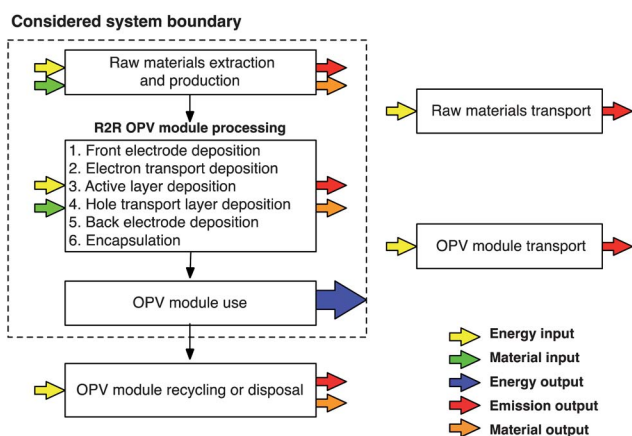 Considered system boundary
Raw materials extraction
and production
R2R OPV module processing
1. Front electrode deposition
2. Electron transport deposition
3. Active layer deposition
4. Hole transport layer deposition
5. Back electrode deposition
6. Encapsulation
OPV module use
OPV module recycling or disposal
Raw materials transport
OPV module transport
Energy input
Material input
Energy output
Emission output
Material output